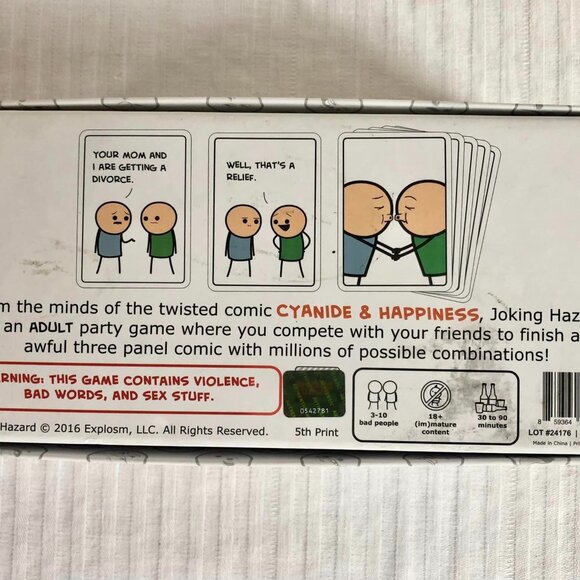 YOUR MOM AND
I ARE GETTING A
DIVORCE.
WELL, THAT'S A
RELIEF.
m the minds of the twisted comic CYANIDE & HAPPINESS, Joking Haz
an ADULT party game where you compete with your friends to finish a
awful three panel comic with millions of possible combinations!
RNING: THIS GAME CONTAINS VIOLENCE,
BAD WORDS, AND SEX STUFF.
0542781
3-10
bad people
18+
(im)mature
content
30 to 90
minutes
8 59364
LOT #24176 |
Made in China | Pri
Hazard © 2016 Explosm, LLC. All Rights Reserved.
5th Print